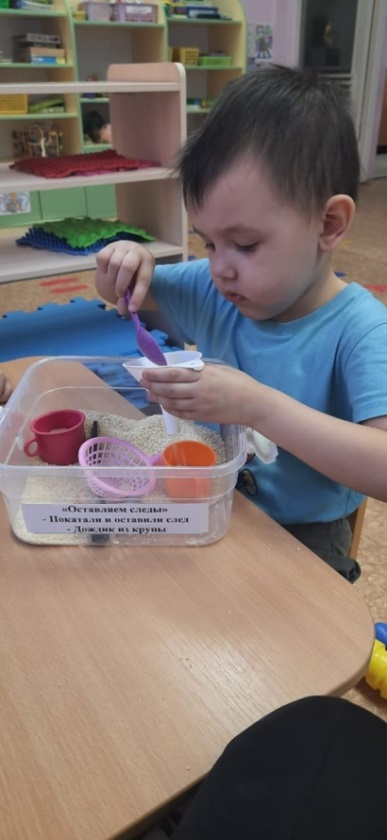 «Оставляем следы»
- Покатали и оставили след
- Дождик из крупы